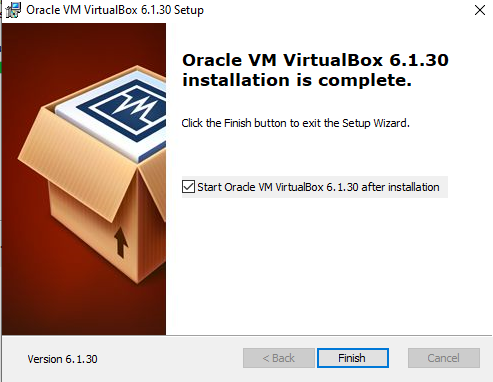 Oracle VM VirtualBox 6.1.30 Setup
Oracle VM VirtualBox 6.1.30
installation is complete.
Click the Finish button to exit the Setup Wizard.
Start Oracle VM VirtualBox 6.1.30 after installation
Version 6.1.30
< Back
Finish
Cancel